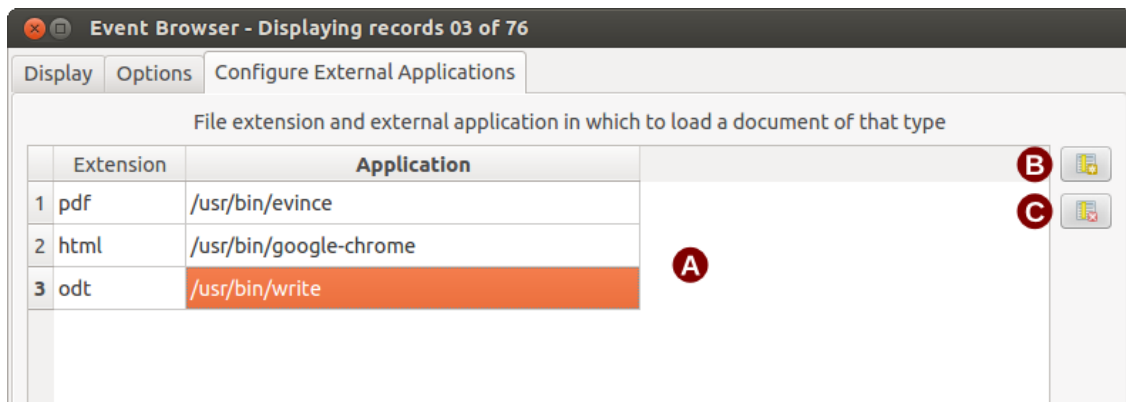 Event Browser - Displaying records 03 of 76
Display Options Configure External Applications
File extension and external application in which to load a document of that type
Extension Application B
1 pdf /usr/bin/evince C
2 html /usr/bin/google-chrome
A
3 odt /usr/bin/write